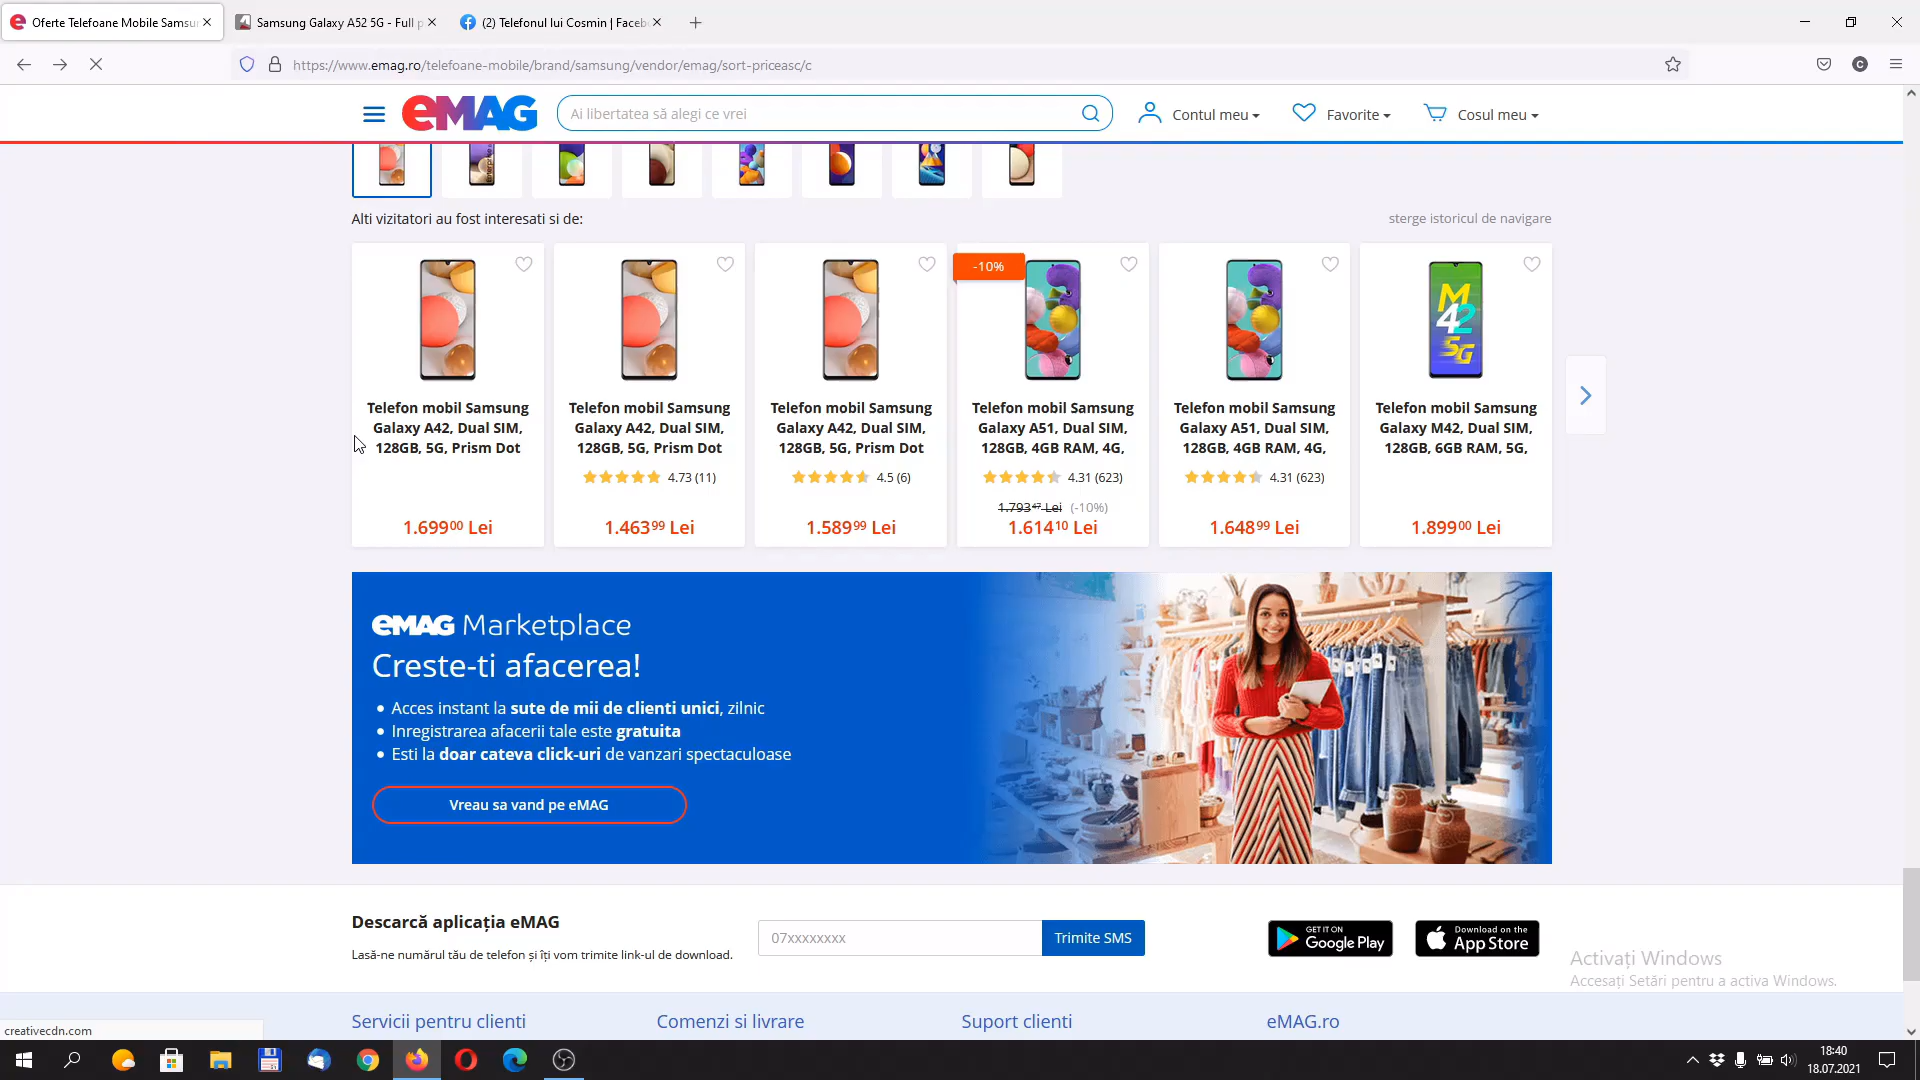 Oferte Telefoane Mobile Samsu
Samsung Galaxy A52 5G - Full p
(2) Telefonul lui Cosmin | Faceb
https://www.emag.ro/telefoane-mobile/brand/samsung/vendor/emag/sort-priceasc/c
C
eMAG
Ai libertatea să alegi ce vrei
Contul meu
Favorite
Cosul meu
Alti vizitatori au fost interesati si de:
sterge istoricul de navigare
-10%
M
42
5G
Telefon mobil Samsung
Galaxy A42, Dual SIM,
128GB, 5G, Prism Dot
1.699⁰⁰ Lei
Telefon mobil Samsung
Galaxy A42, Dual SIM,
128GB, 5G, Prism Dot
4.73 (11)
1.463⁹⁹ Lei
Telefon mobil Samsung
Galaxy A42, Dual SIM,
128GB, 5G, Prism Dot
4.5 (6)
1.589⁹⁹ Lei
Telefon mobil Samsung
Galaxy A51, Dual SIM,
128GB, 4GB RAM, 4G,
4.31 (623)
1.793⁴⁷ Lei (-10%)
1.614¹⁰ Lei
Telefon mobil Samsung
Galaxy A51, Dual SIM,
128GB, 4GB RAM, 4G,
4.31 (623)
1.648⁹⁹ Lei
Telefon mobil Samsung
Galaxy M42, Dual SIM,
128GB, 6GB RAM, 5G,
1.899⁰⁰ Lei
eMAG Marketplace
Creste-ti afacerea!
Acces instant la sute de mii de clienti unici, zilnic
Inregistrarea afacerii tale este gratuita
Esti la doar cateva click-uri de vanzari spectaculoase
Vreau sa vand pe eMAG
Descarcă aplicația eMAG
Lasă-ne numărul tău de telefon și îți vom trimite link-ul de download.
07xxxxxxxx
Trimite SMS
GET IT ON
Google Play
Download on the
App Store
Activați Windows
Accesați Setări pentru a activa Windows.
Servicii pentru clienti
Comenzi si livrare
Suport clienti
eMAG.ro
creativecdn.com
18:40
18.07.2021